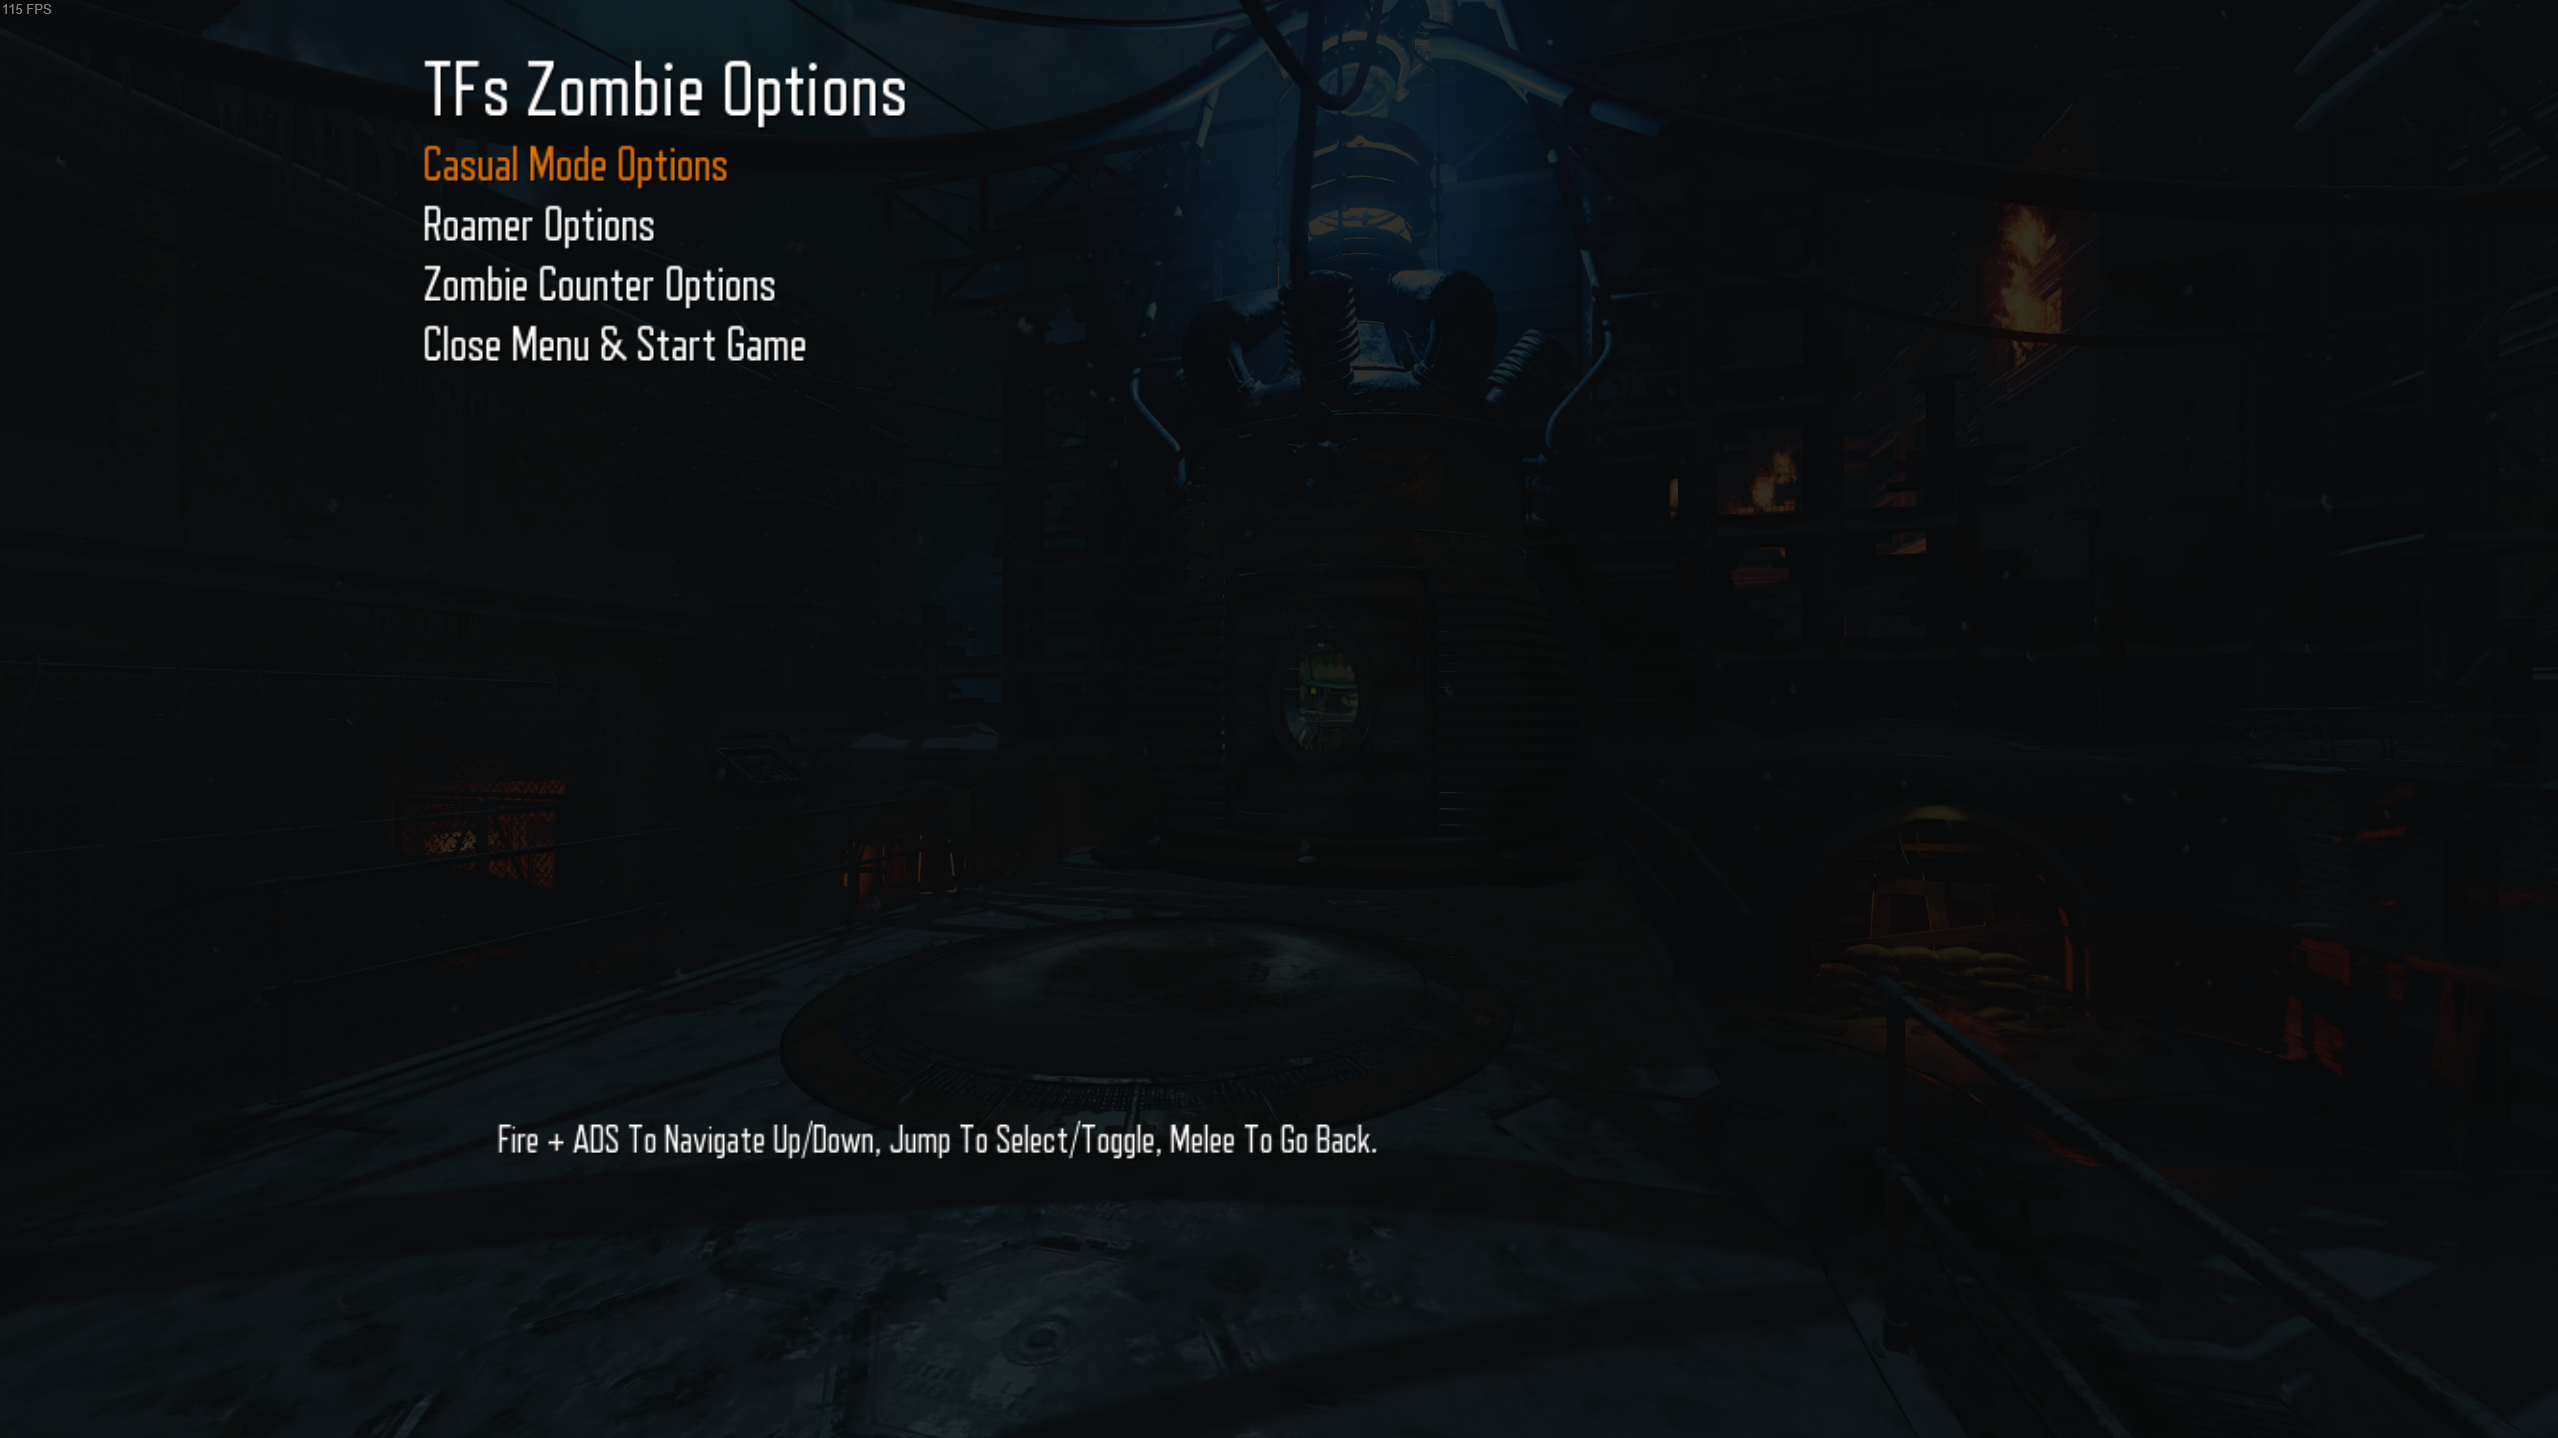 115 FPS
TFs Zombie Options
Casual Mode Options
Roamer Options
Zombie Counter Options
Close Menu & Start Game
Fire + ADS To Navigate Up/Down, Jump To Select/Toggle, Melee To Go Back.